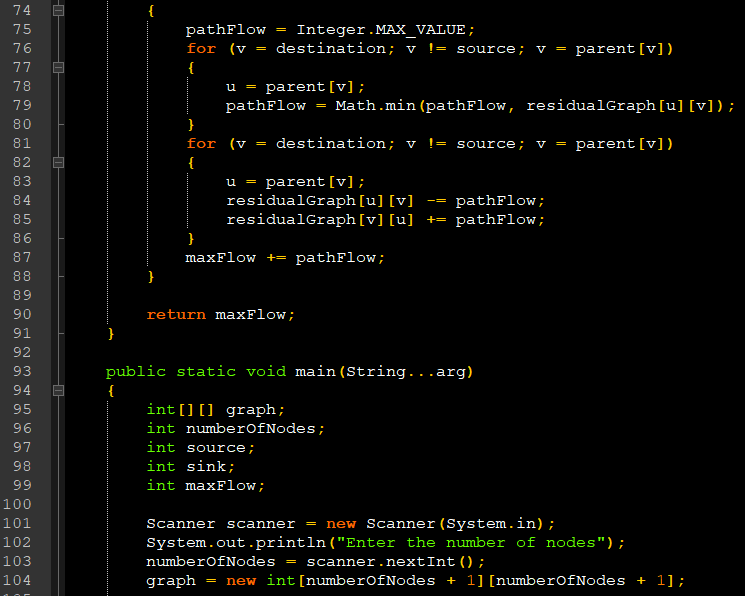 74 {
75 pathFlow = Integer.MAX_VALUE;
76 for (v = destination; v != source; v = parent[v])
77 {
78 u = parent[v];
79 pathFlow = Math.min(pathFlow, residualGraph[u][v]);
80 }
81 for (v = destination; v != source; v = parent[v])
82 {
83 u = parent[v];
84 residualGraph[u][v] -= pathFlow;
85 residualGraph[v][u] += pathFlow;
86 }
87 maxFlow += pathFlow;
88 }
89
90 return maxFlow;
91 }
92
93 public static void main(String...arg)
94 {
95 int[][] graph;
96 int numberOfNodes;
97 int source;
98 int sink;
99 int maxFlow;
100
101 Scanner scanner = new Scanner(System.in);
102 System.out.println("Enter the number of nodes");
103 numberOfNodes = scanner.nextInt();
104 graph = new int[numberOfNodes + 1][numberOfNodes + 1];